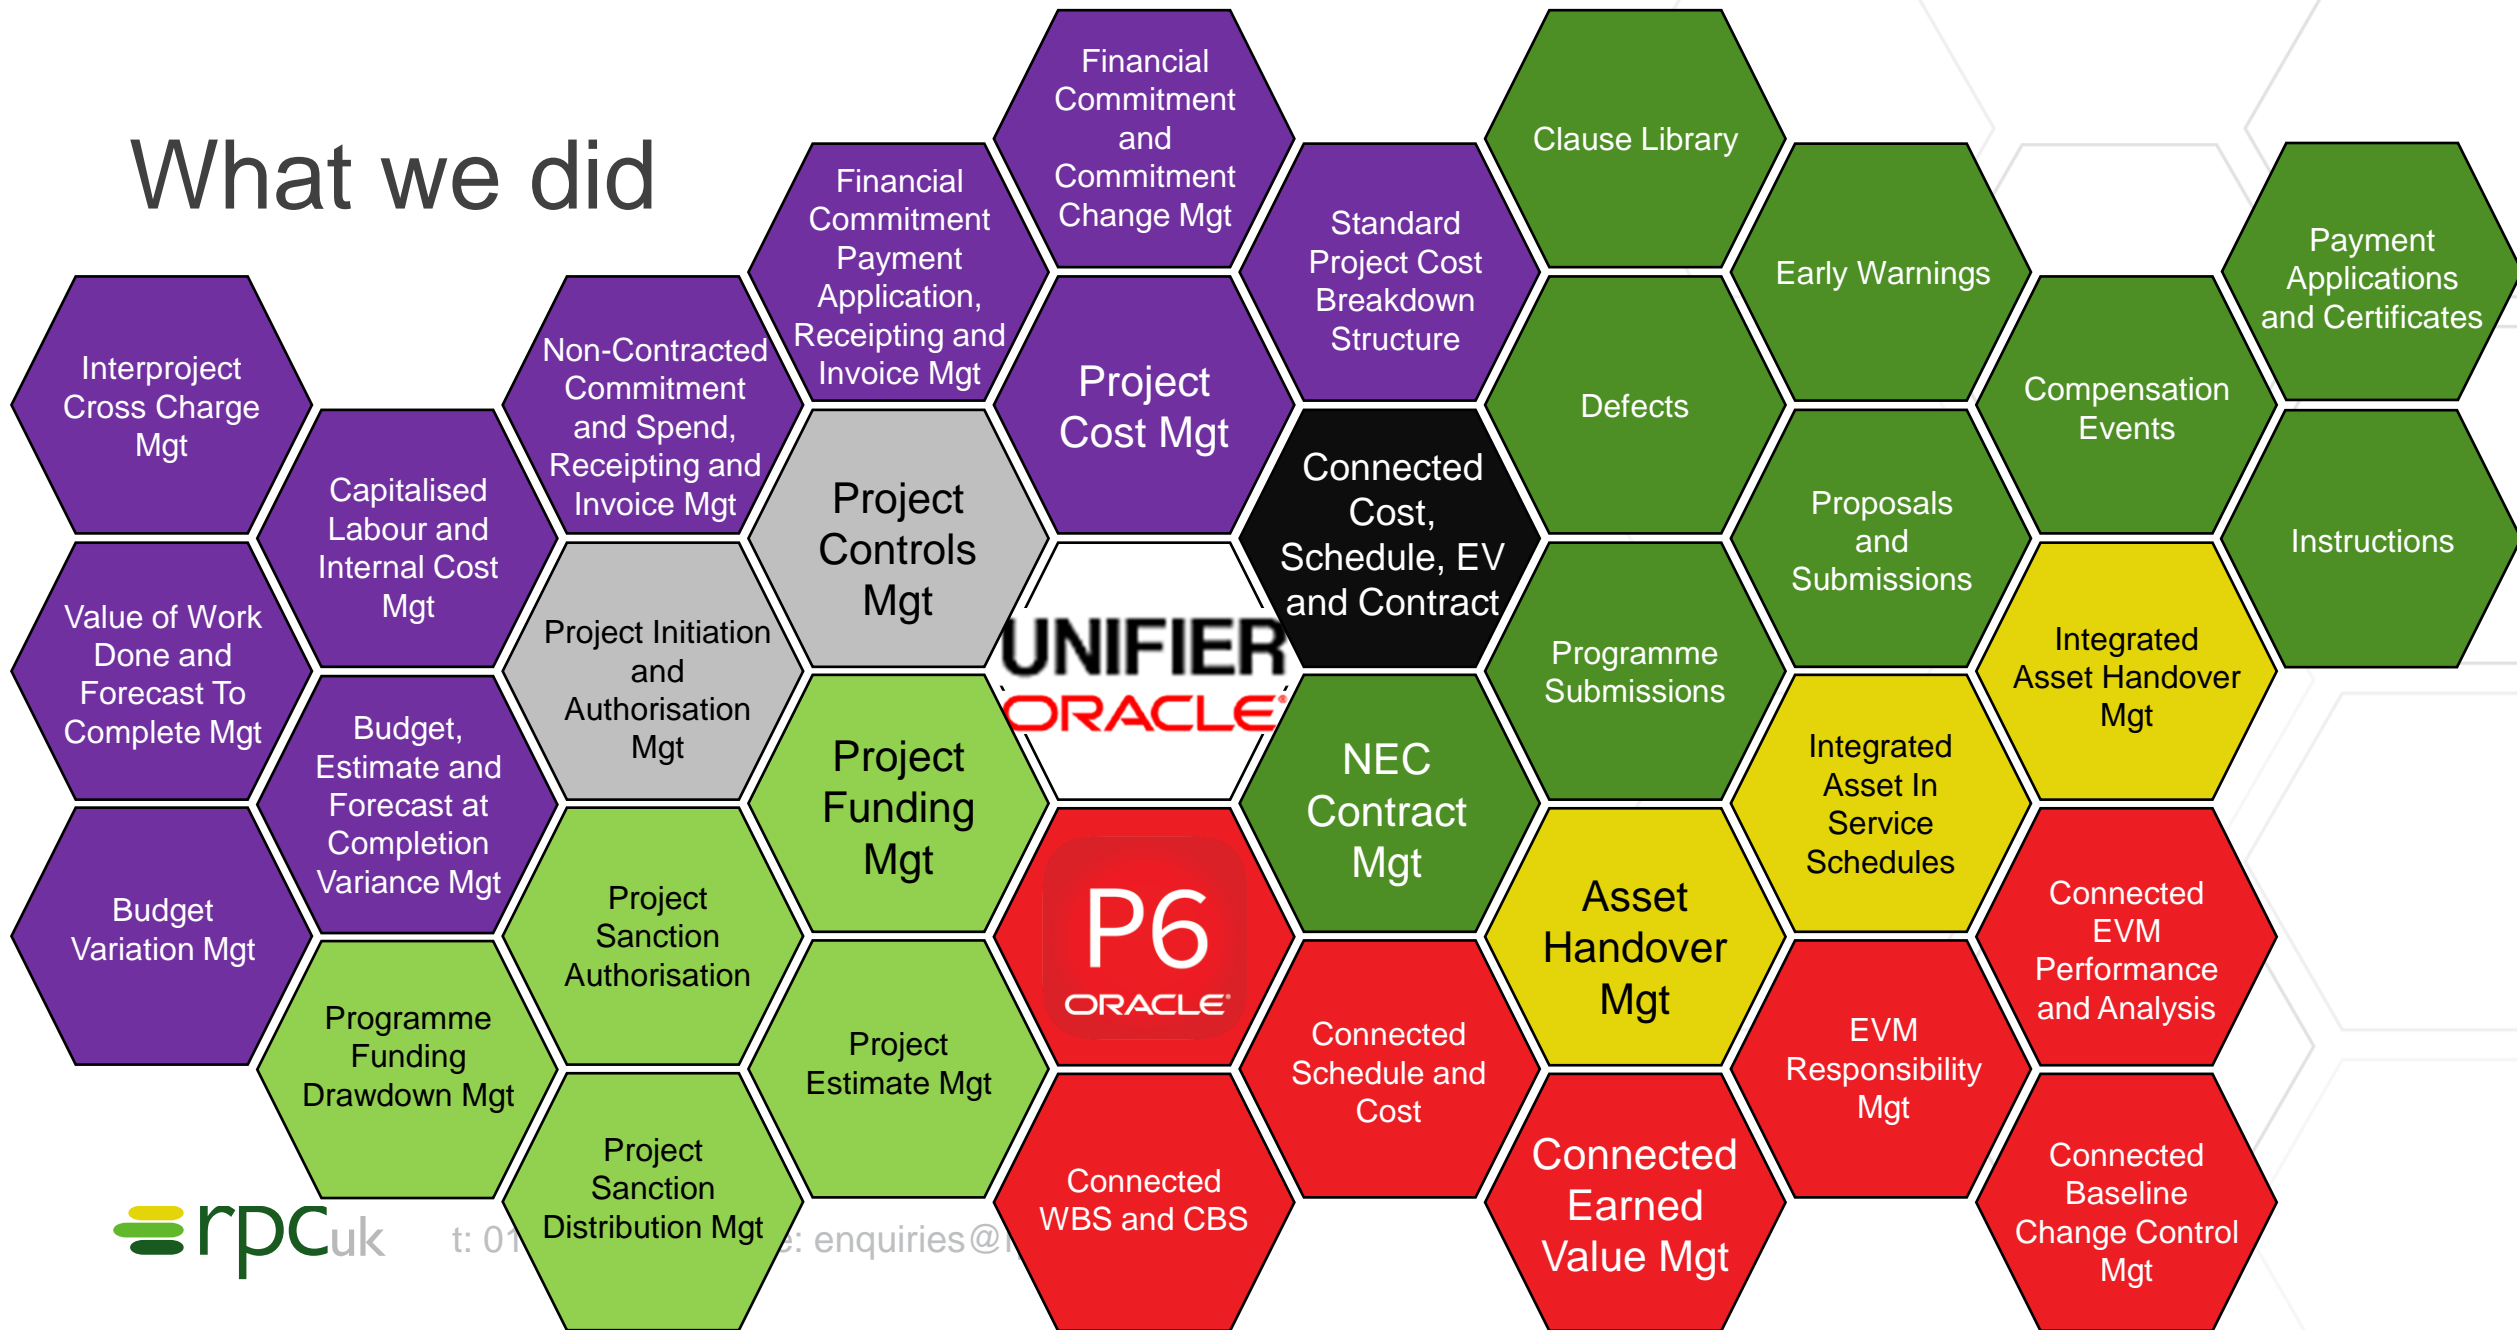 What we did
Financial
Commitment
and
Commitment
Change Mgt
Clause Library
Financial
Commitment
Payment
Application,
Receipting and
Invoice Mgt
Standard
Project Cost
Breakdown
Structure
Early Warnings
Payment
Applications
and Certificates
Interproject
Cross Charge
Mgt
Non-Contracted
Commitment
and Spend,
Receipting and
Invoice Mgt
Project
Cost Mgt
Defects
Compensation
Events
Capitalised
Labour and
Internal Cost
Mgt
Project
Controls
Mgt
Connected
Cost,
Schedule, EV
and Contract
Proposals
and
Submissions
Instructions
Value of Work
Done and
Forecast To
Complete Mgt
Project Initiation
and
Authorisation
Mgt
UNIFIER
ORACLE®
Programme
Submissions
Integrated
Asset Handover
Mgt
Budget,
Estimate and
Forecast at
Completion
Variance Mgt
Project
Funding
Mgt
NEC
Contract
Mgt
Integrated
Asset In
Service
Schedules
Budget
Variation Mgt
Project
Sanction
Authorisation
P6
ORACLE®
Asset
Handover
Mgt
Connected
EVM
Performance
and Analysis
Programme
Funding
Drawdown Mgt
Project
Estimate Mgt
Connected
Schedule and
Cost
EVM
Responsibility
Mgt
Project
Sanction
Distribution Mgt
Connected
WBS and CBS
Connected
Earned
Value Mgt
Connected
Baseline
Change Control
Mgt
rpcuk
t: 01
e: enquiries@